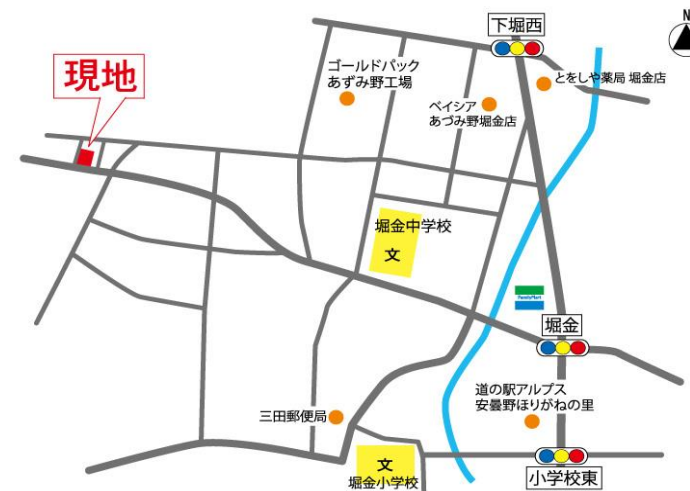 N
下堀西
現地
ゴールドパック
あずみ野工場
とをしや薬局 堀金店
ベイシア
あづみ野堀金店
堀金中学校
文
FamilyMart
堀金
道の駅アルプス
安曇野ほりがねの里
三田郵便局
文
堀金小学校
小学校東